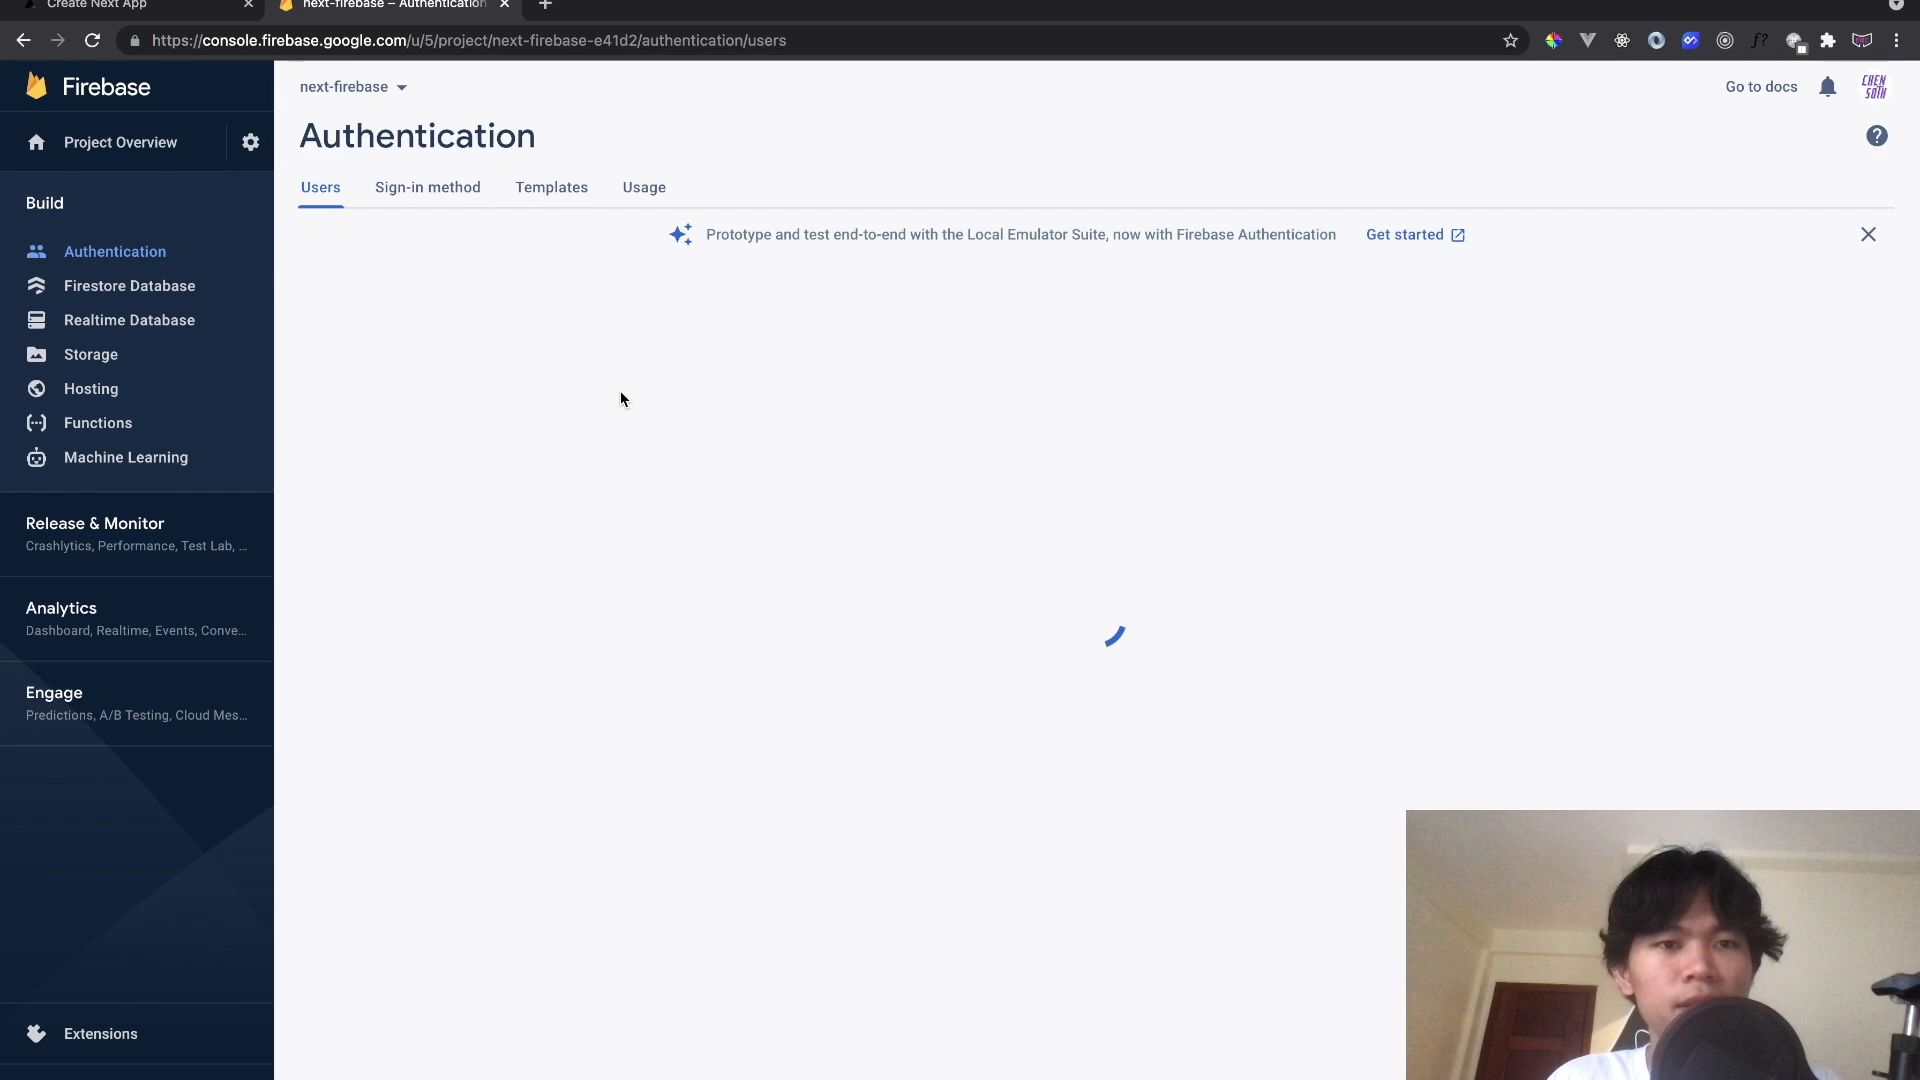 Create Next App
next-firebase – Authentication
https://console.firebase.google.com/u/5/project/next-firebase-e41d2/authentication/users
Firebase
next-firebase
Go to docs
CHEN
SOTH
Project Overview
Authentication
Users Sign-in method Templates Usage
Build
Prototype and test end-to-end with the Local Emulator Suite, now with Firebase Authentication Get started
Authentication
Firestore Database
Realtime Database
Storage
Hosting
Functions
Machine Learning
Release & Monitor
Crashlytics, Performance, Test Lab, ...
Analytics
Dashboard, Realtime, Events, Conve...
Engage
Predictions, A/B Testing, Cloud Mes...
Extensions